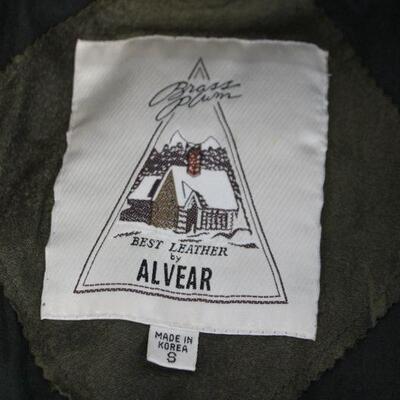 Brass
Plum
BEST LEATHER
by
ALVEAR
MADE IN
KOREA
S